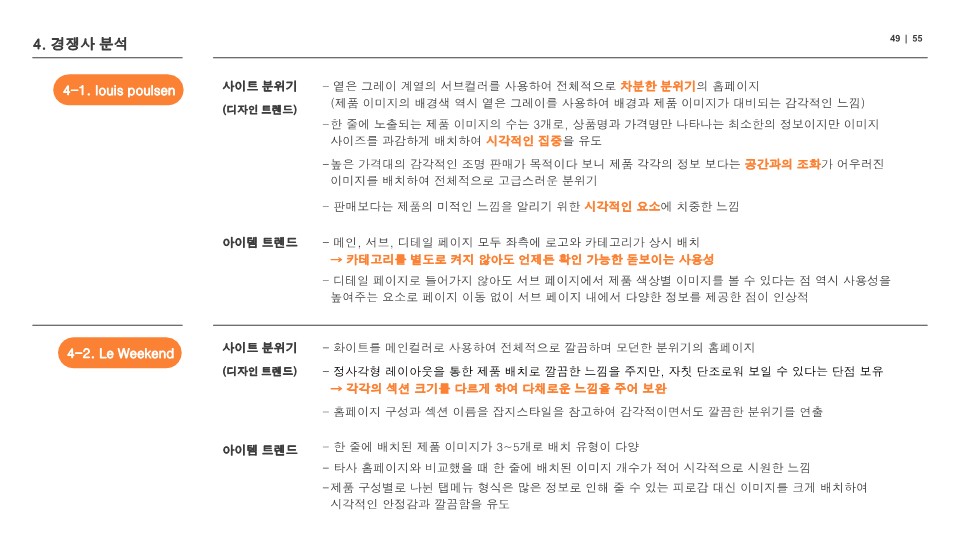 4. 경쟁사 분석
49 | 55
4-1. louis poulsen
사이트 분위기
(디자인 트렌드)
- 옅은 그레이 계열의 서브컬러를 사용하여 전체적으로 차분한 분위기의 홈페이지
(제품 이미지의 배경색 역시 옅은 그레이를 사용하여 배경과 제품 이미지가 대비되는 감각적인 느낌)
-한 줄에 노출되는 제품 이미지의 수는 3개로, 상품명과 가격명만 나타나는 최소한의 정보이지만 이미지
사이즈를 과감하게 배치하여 시각적인 집중을 유도
-높은 가격대의 감각적인 조명 판매가 목적이다 보니 제품 각각의 정보 보다는 공간과의 조화가 어우러진
이미지를 배치하여 전체적으로 고급스러운 분위기
- 판매보다는 제품의 미적인 느낌을 알리기 위한 시각적인 요소에 치중한 느낌
아이템 트렌드
- 메인, 서브, 디테일 페이지 모두 좌측에 로고와 카테고리가 상시 배치
→ 카테고리를 별도로 켜지 않아도 언제든 확인 가능한 돋보이는 사용성
- 디테일 페이지로 들어가지 않아도 서브 페이지에서 제품 색상별 이미지를 볼 수 있다는 점 역시 사용성을
높여주는 요소로 페이지 이동 없이 서브 페이지 내에서 다양한 정보를 제공한 점이 인상적
4-2. Le Weekend
사이트 분위기
(디자인 트렌드)
- 화이트를 메인컬러로 사용하여 전체적으로 깔끔하며 모던한 분위기의 홈페이지
- 정사각형 레이아웃을 통한 제품 배치로 깔끔한 느낌을 주지만, 자칫 단조로워 보일 수 있다는 단점 보유
→ 각각의 섹션 크기를 다르게 하여 다채로운 느낌을 주어 보완
- 홈페이지 구성과 섹션 이름을 잡지스타일을 참고하여 감각적이면서도 깔끔한 분위기를 연출
아이템 트렌드
- 한 줄에 배치된 제품 이미지가 3~5개로 배치 유형이 다양
- 타사 홈페이지와 비교했을 때 한 줄에 배치된 이미지 개수가 적어 시각적으로 시원한 느낌
-제품 구성별로 나뉜 탭메뉴 형식은 많은 정보로 인해 줄 수 있는 피로감 대신 이미지를 크게 배치하여
시각적인 안정감과 깔끔함을 유도